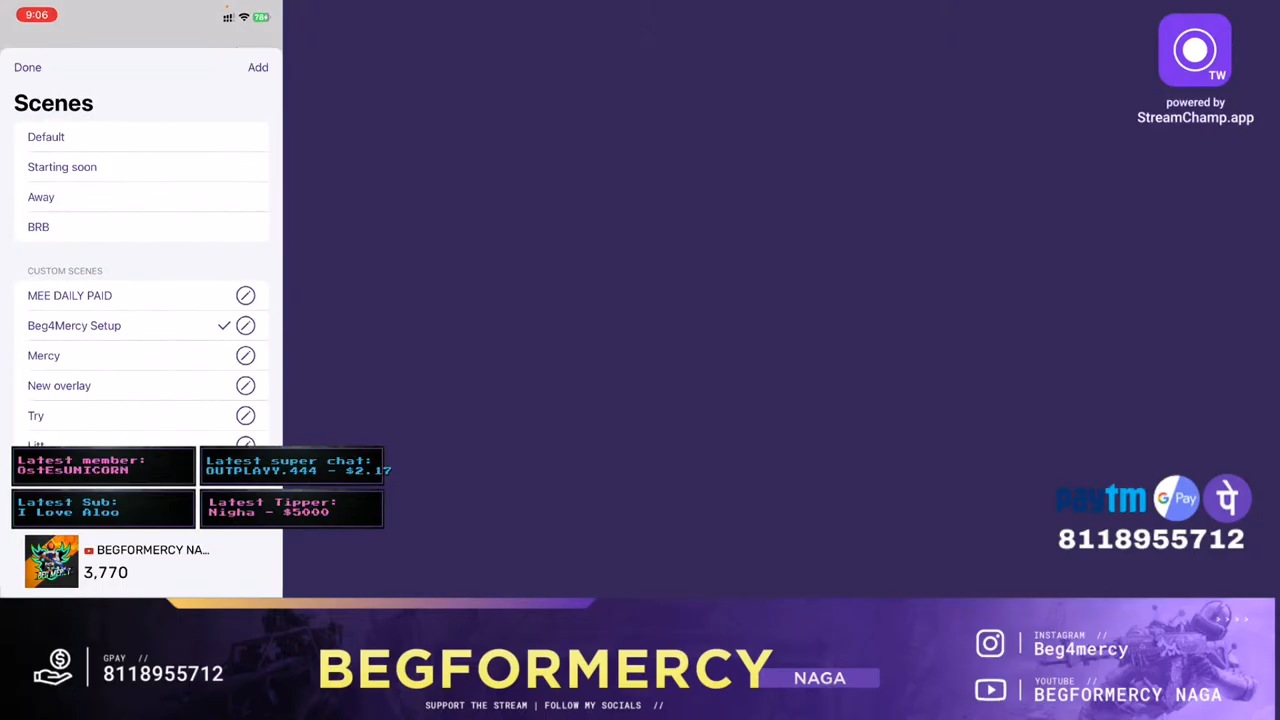 9:06
78
Done
Add
Scenes
Default
Starting soon
Away
BRB
CUSTOM SCENES
MEE DAILY PAID
Beg4Mercy Setup
Mercy
New overlay
Try
Latest member:
OstEsUNICORN
Latest super chat:
OUTPLAYY.444 - $2.17
Latest Sub:
I Love Aloo
Latest Tipper:
Nigha - $5000
BEGFORMERCY NA...
3,770
TW
powered by
StreamChamp.app
paytm G Pay पे
8118955712
GPAY //
8118955712
BEGFORMERCY
NAGA
SUPPORT THE STREAM | FOLLOW MY SOCIALS //
> > > >
INSTAGRAM //
Beg4mercy
YOUTUBE //
BEGFORMERCY NAGA